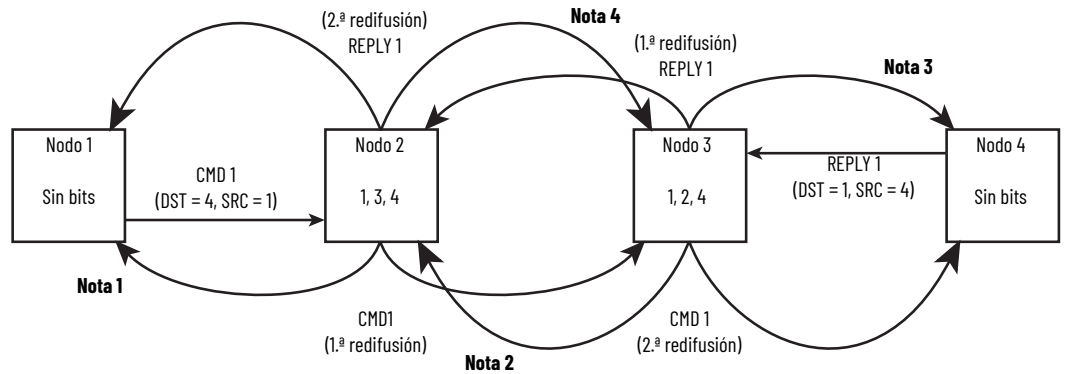 (2.ª redifusión)
REPLY 1
Nota 4
(1.ª redifusión)
REPLY 1
Nota 3
Nodo 1
Sin bits
CMD 1
(DST = 4, SRC = 1)
Nodo 2
1, 3, 4
Nodo 3
1, 2, 4
REPLY 1
(DST = 1, SRC = 4)
Nodo 4
Sin bits
Nota 1
CMD1
(1.ª redifusión)
Nota 2
CMD 1
(2.ª redifusión)